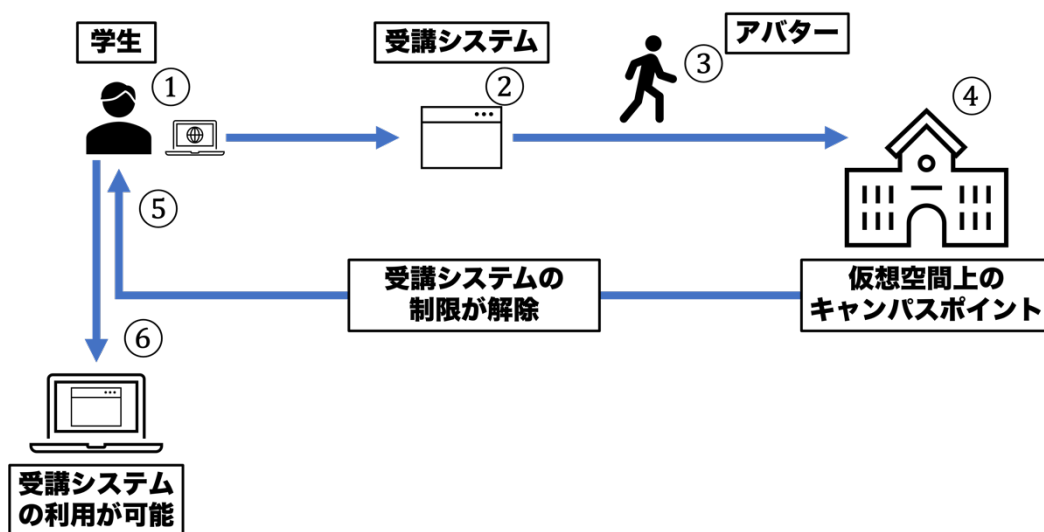 学生
①
受講システム
②
③
アバター
④
⑤
受講システムの
制限が解除
仮想空間上の
キャンパスポイント
⑥
受講システム
の利用が可能